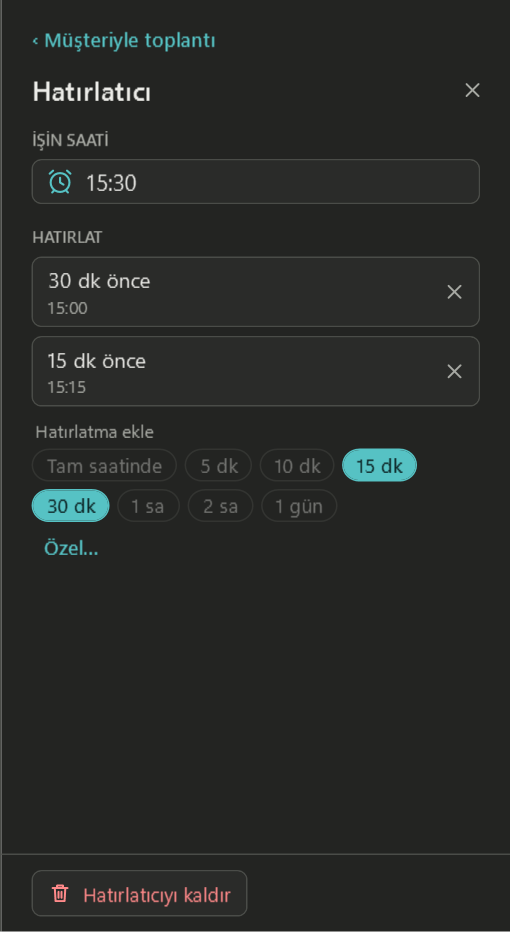 ‹ Müşteriyle toplantı
Hatırlatıcı
İŞİN SAATİ
15:30
HATIRLAT
30 dk önce
15:00
15 dk önce
15:15
Hatırlatma ekle
Tam saatinde 5 dk 10 dk 15 dk
30 dk 1 sa 2 sa 1 gün
Özel...
Hatırlatıcıyı kaldır